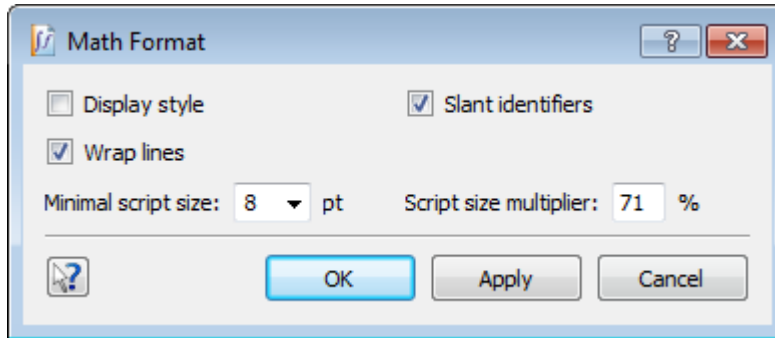 Math Format
Display style
Slant identifiers
Wrap lines
Minimal script size: 8 pt Script size multiplier: 71 %
OK Apply Cancel